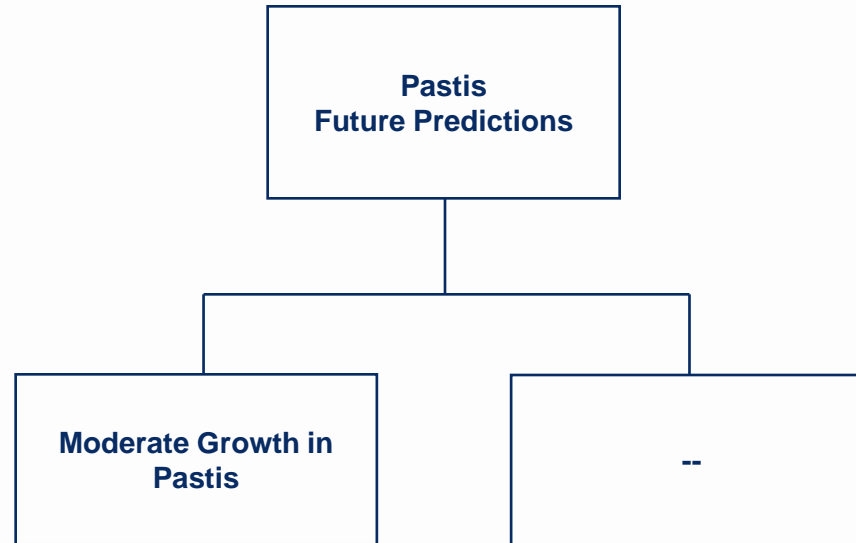 Pastis
Future Predictions
Moderate Growth in
Pastis
--